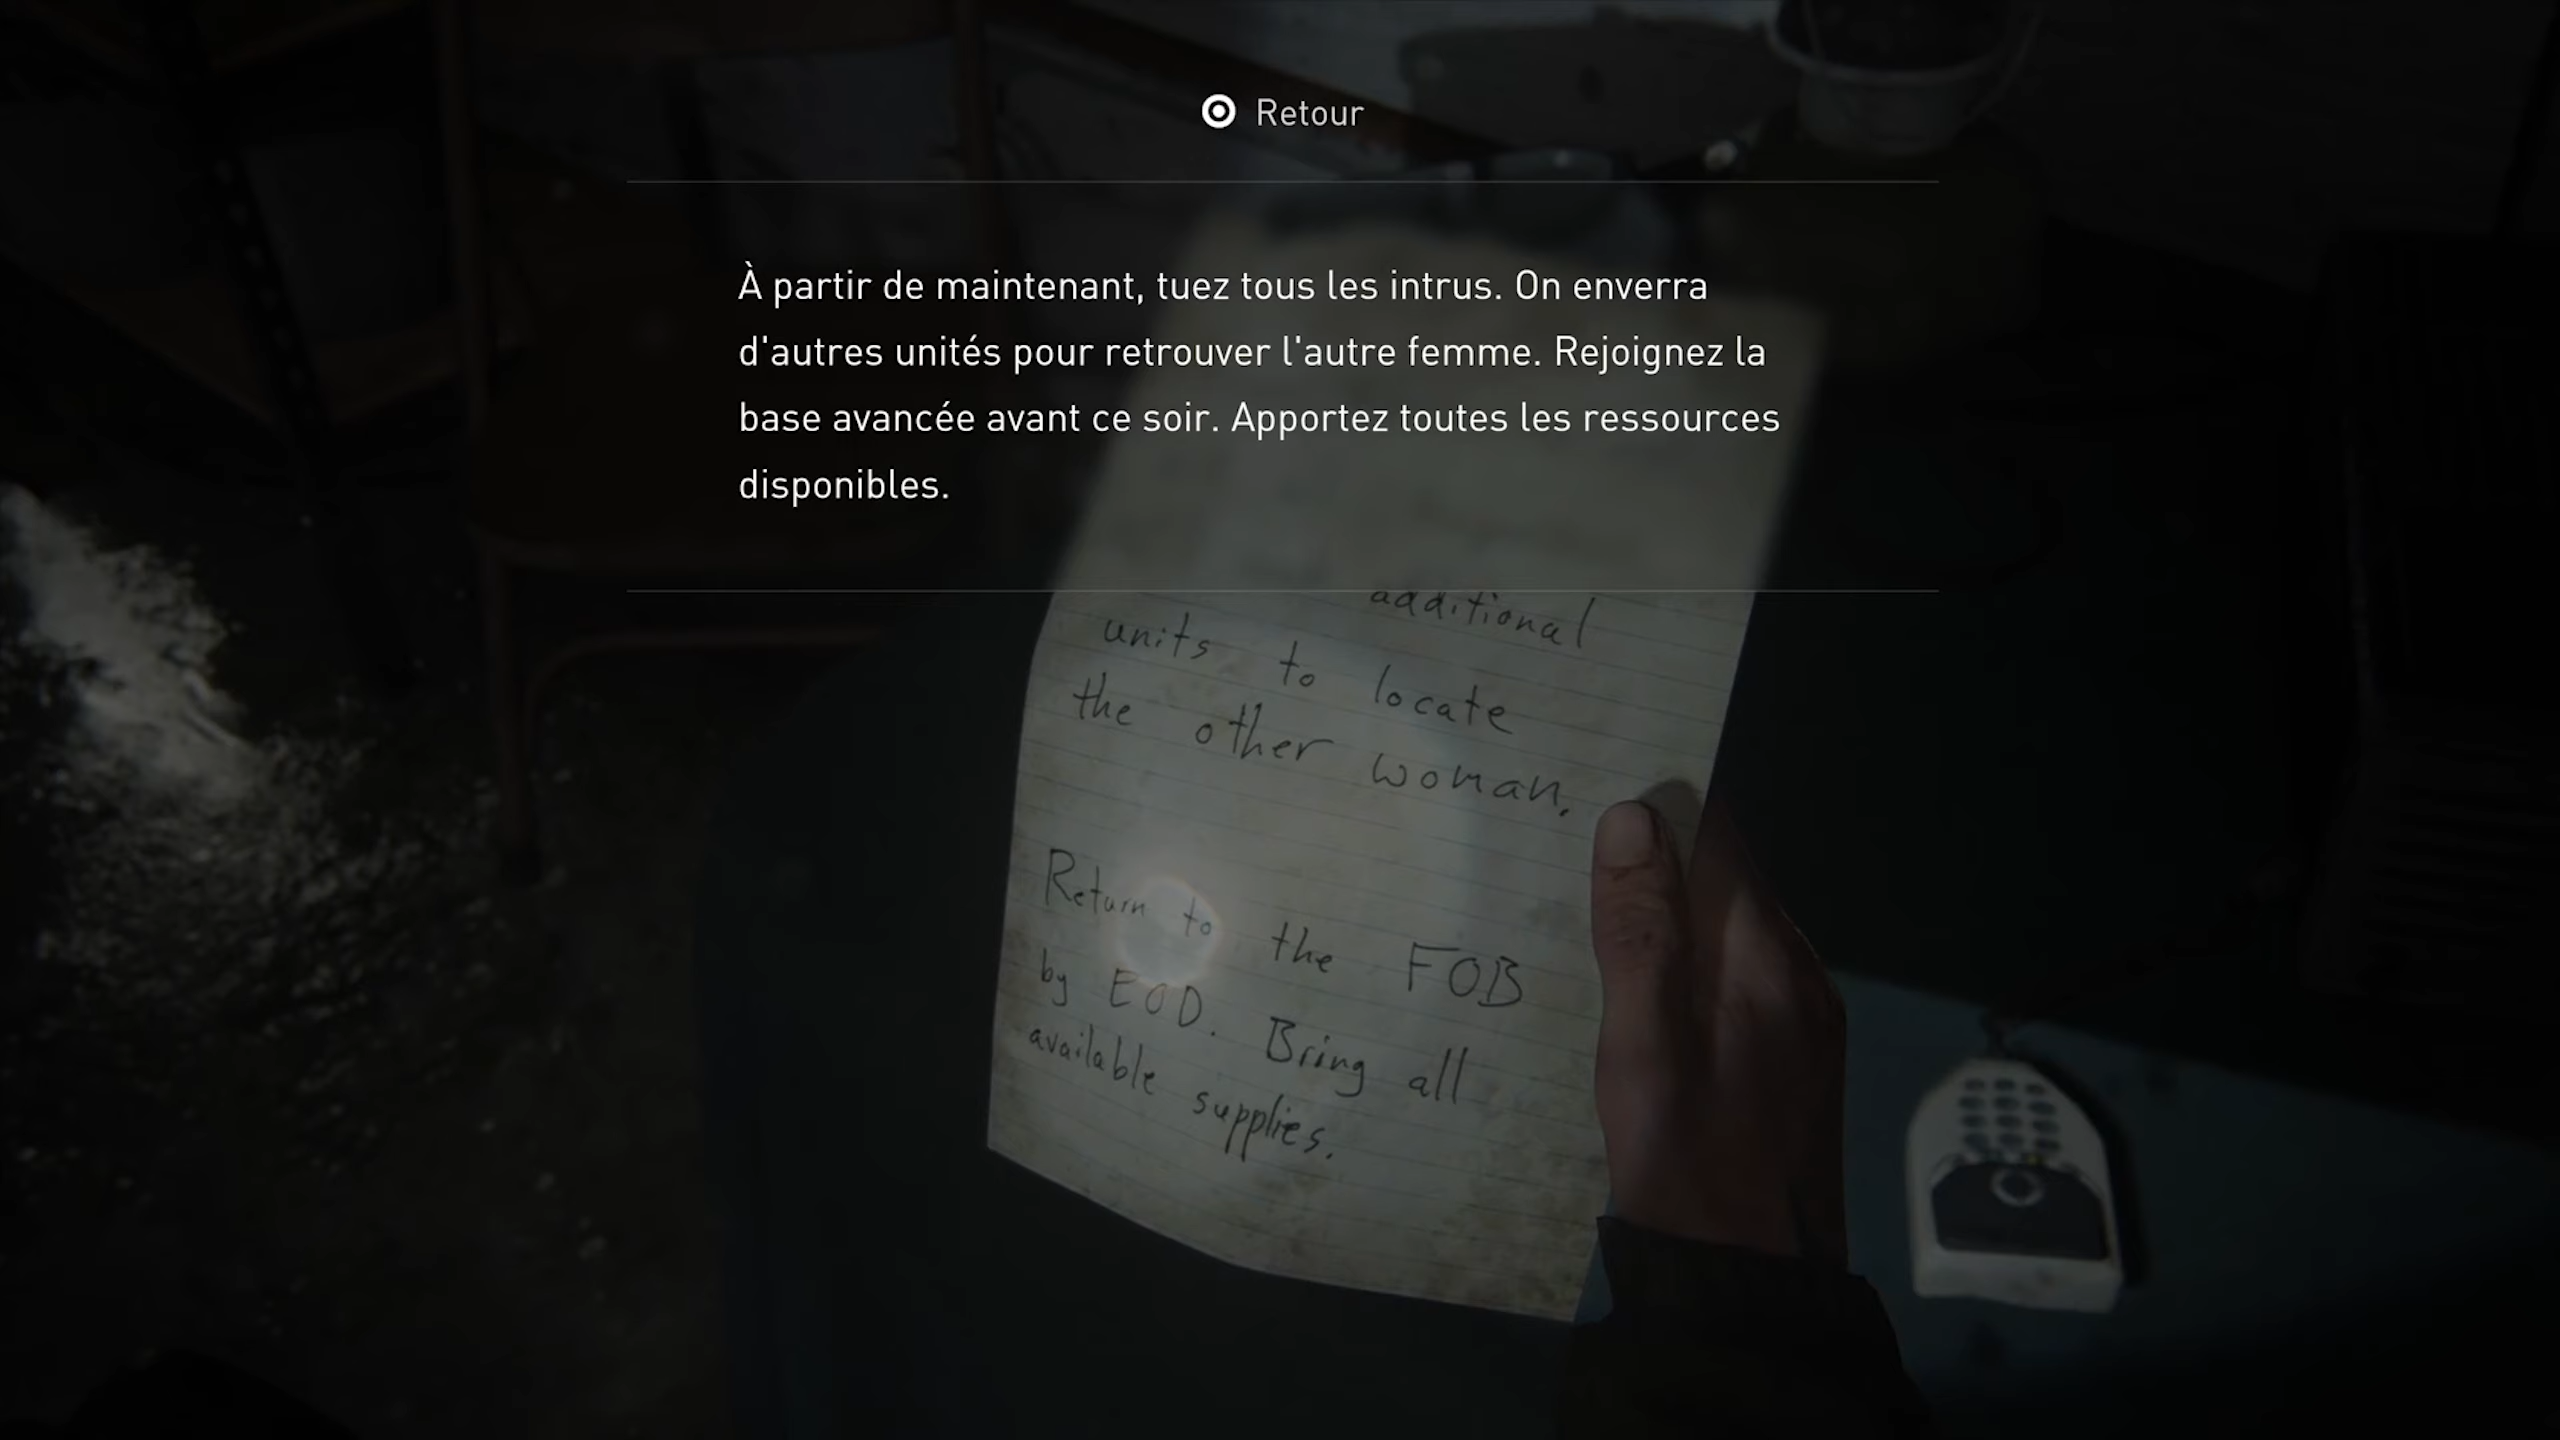 Retour
À partir de maintenant, tuez tous les intrus. On enverra
d'autres unités pour retrouver l'autre femme. Rejoignez la
base avancée avant ce soir. Apportez toutes les ressources
disponibles.
additional
units to locate
the other woman.
Return to the FOB
by EOD. Bring all
available supplies.